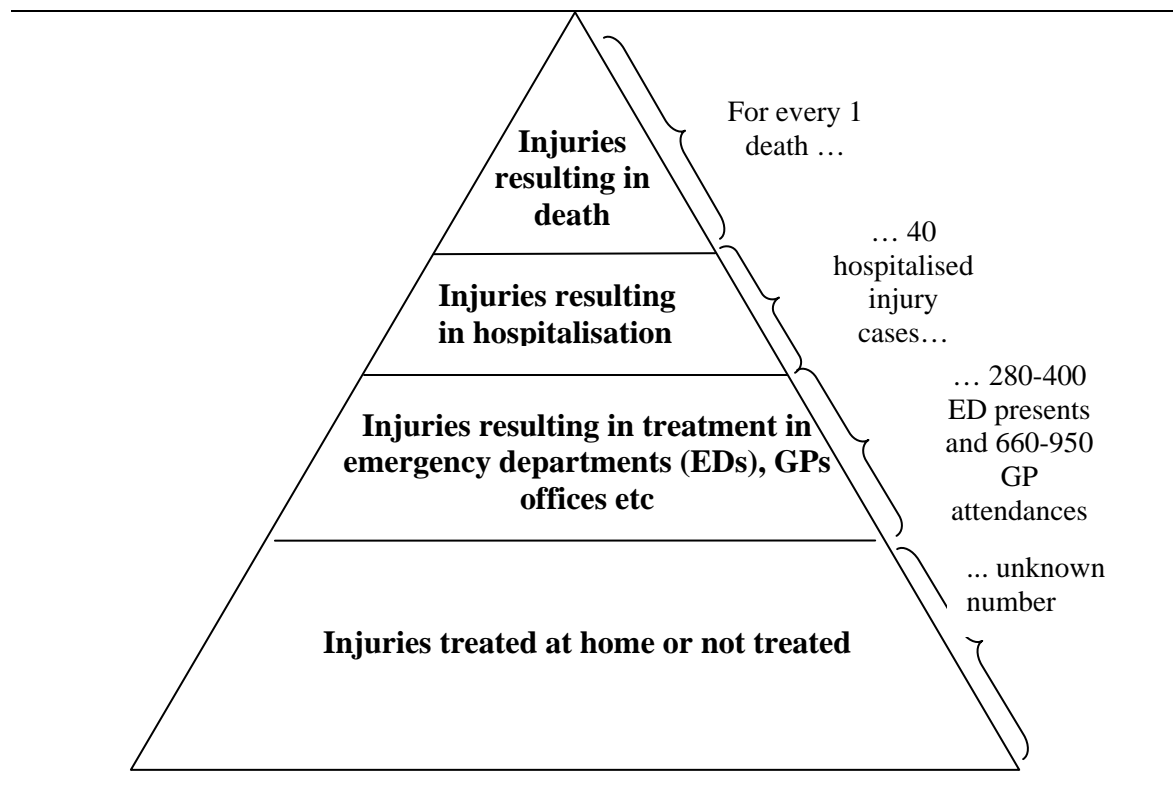 For every 1
death …
Injuries
resulting in
death
… 40
hospitalised
injury
cases…
Injuries resulting
in hospitalisation
… 280-400
ED presents
and 660-950
GP
attendances
Injuries resulting in treatment in
emergency departments (EDs), GPs
offices etc
... unknown
number
Injuries treated at home or not treated